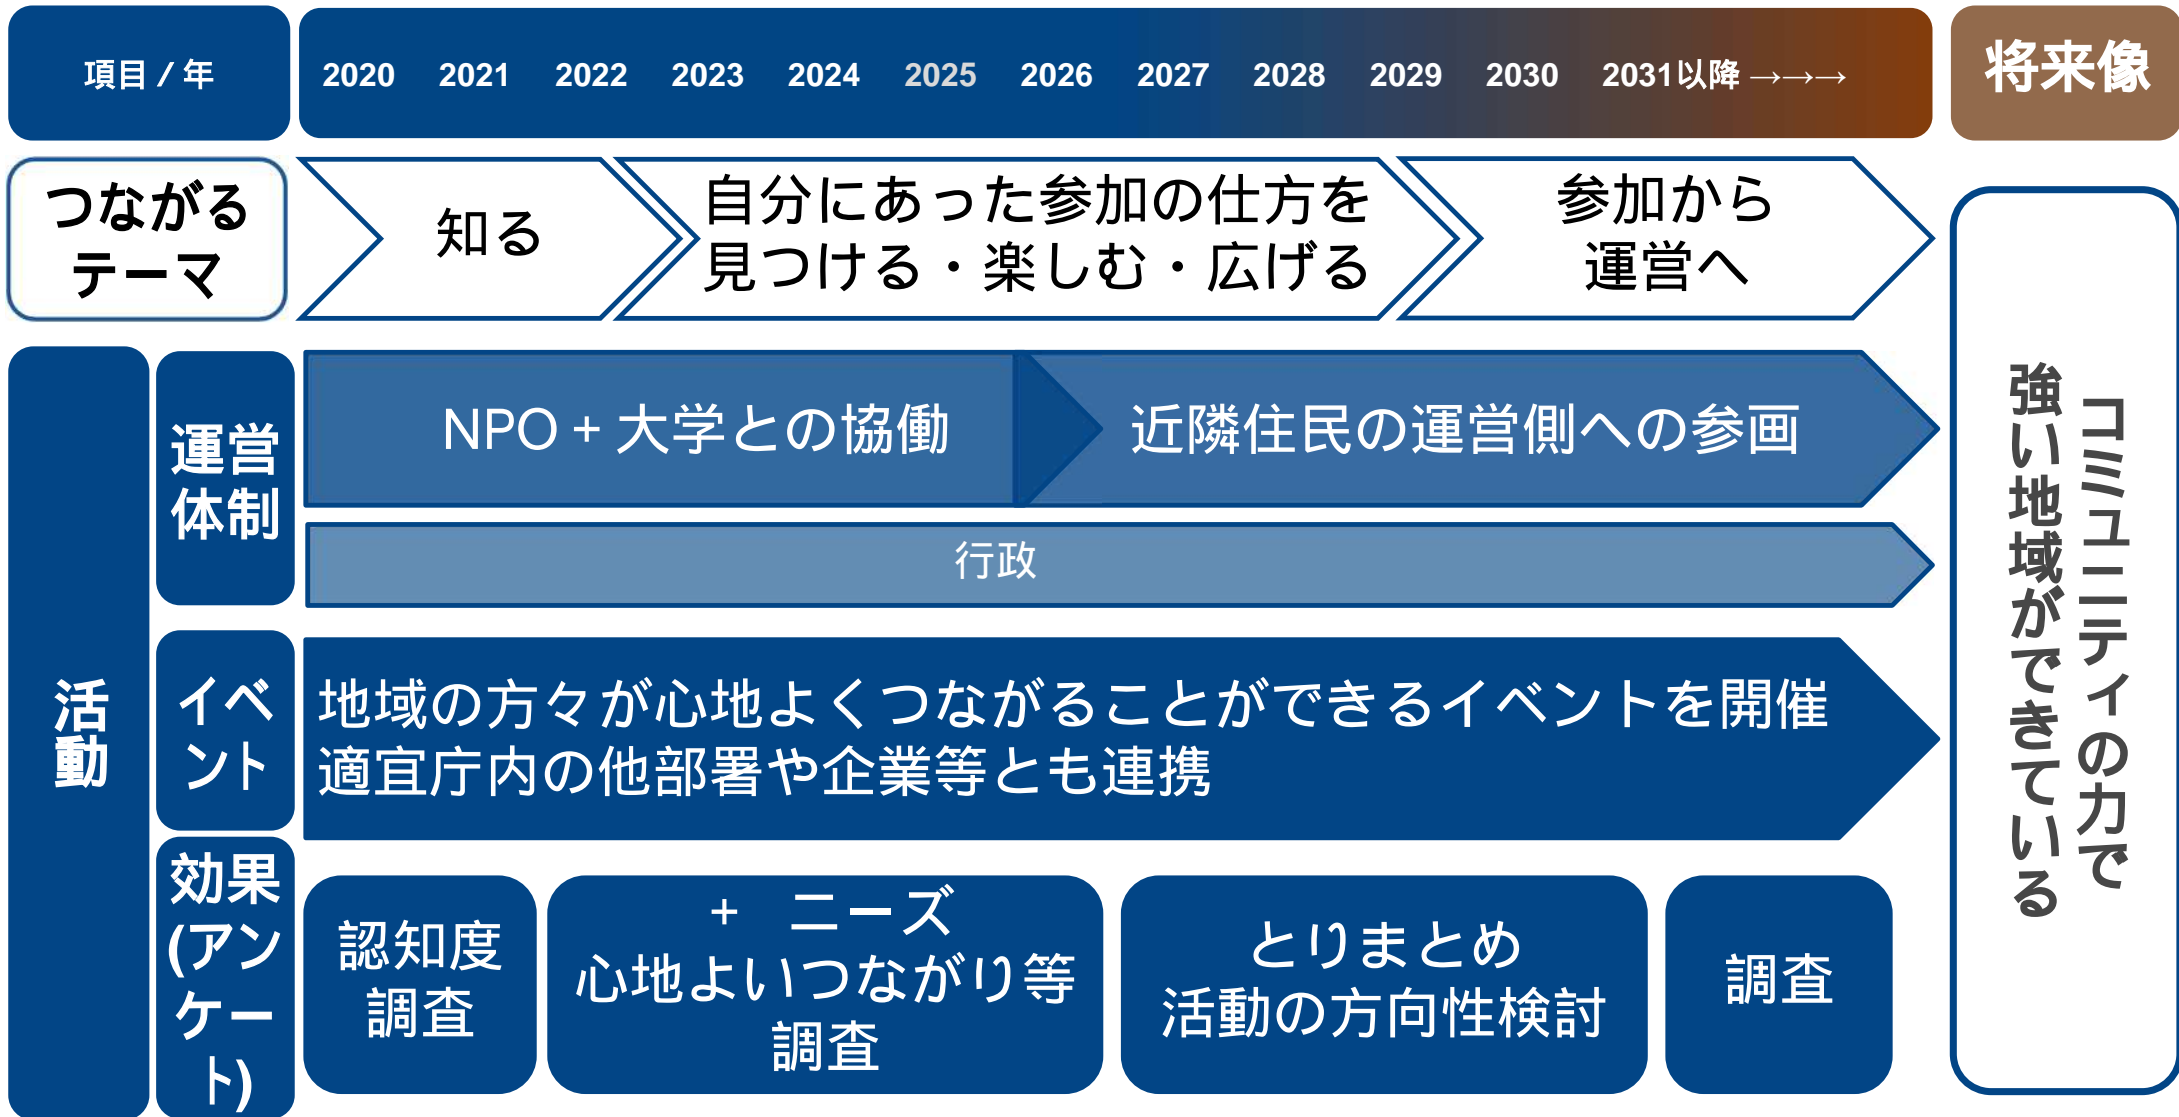 項目 / 年
2020 2021 2022 2023 2024 2025 2026 2027 2028 2029 2030 2031以降 →→→
将来像
つながる
テーマ
知る
自分にあった参加の仕方を
見つける・楽しむ・広げる
参加から
運営へ
活動
運営
体制
NPO + 大学との協働
近隣住民の運営側への参画
行政
イベ
ント
地域の方々が心地よくつながることができるイベントを開催
適宜庁内の他部署や企業等とも連携
効果
(アン
ケー
ト)
認知度
調査
+ ニーズ
心地よいつながり等
調査
とりまとめ
活動の方向性検討
調査
コミュニティの力で
強い地域ができている